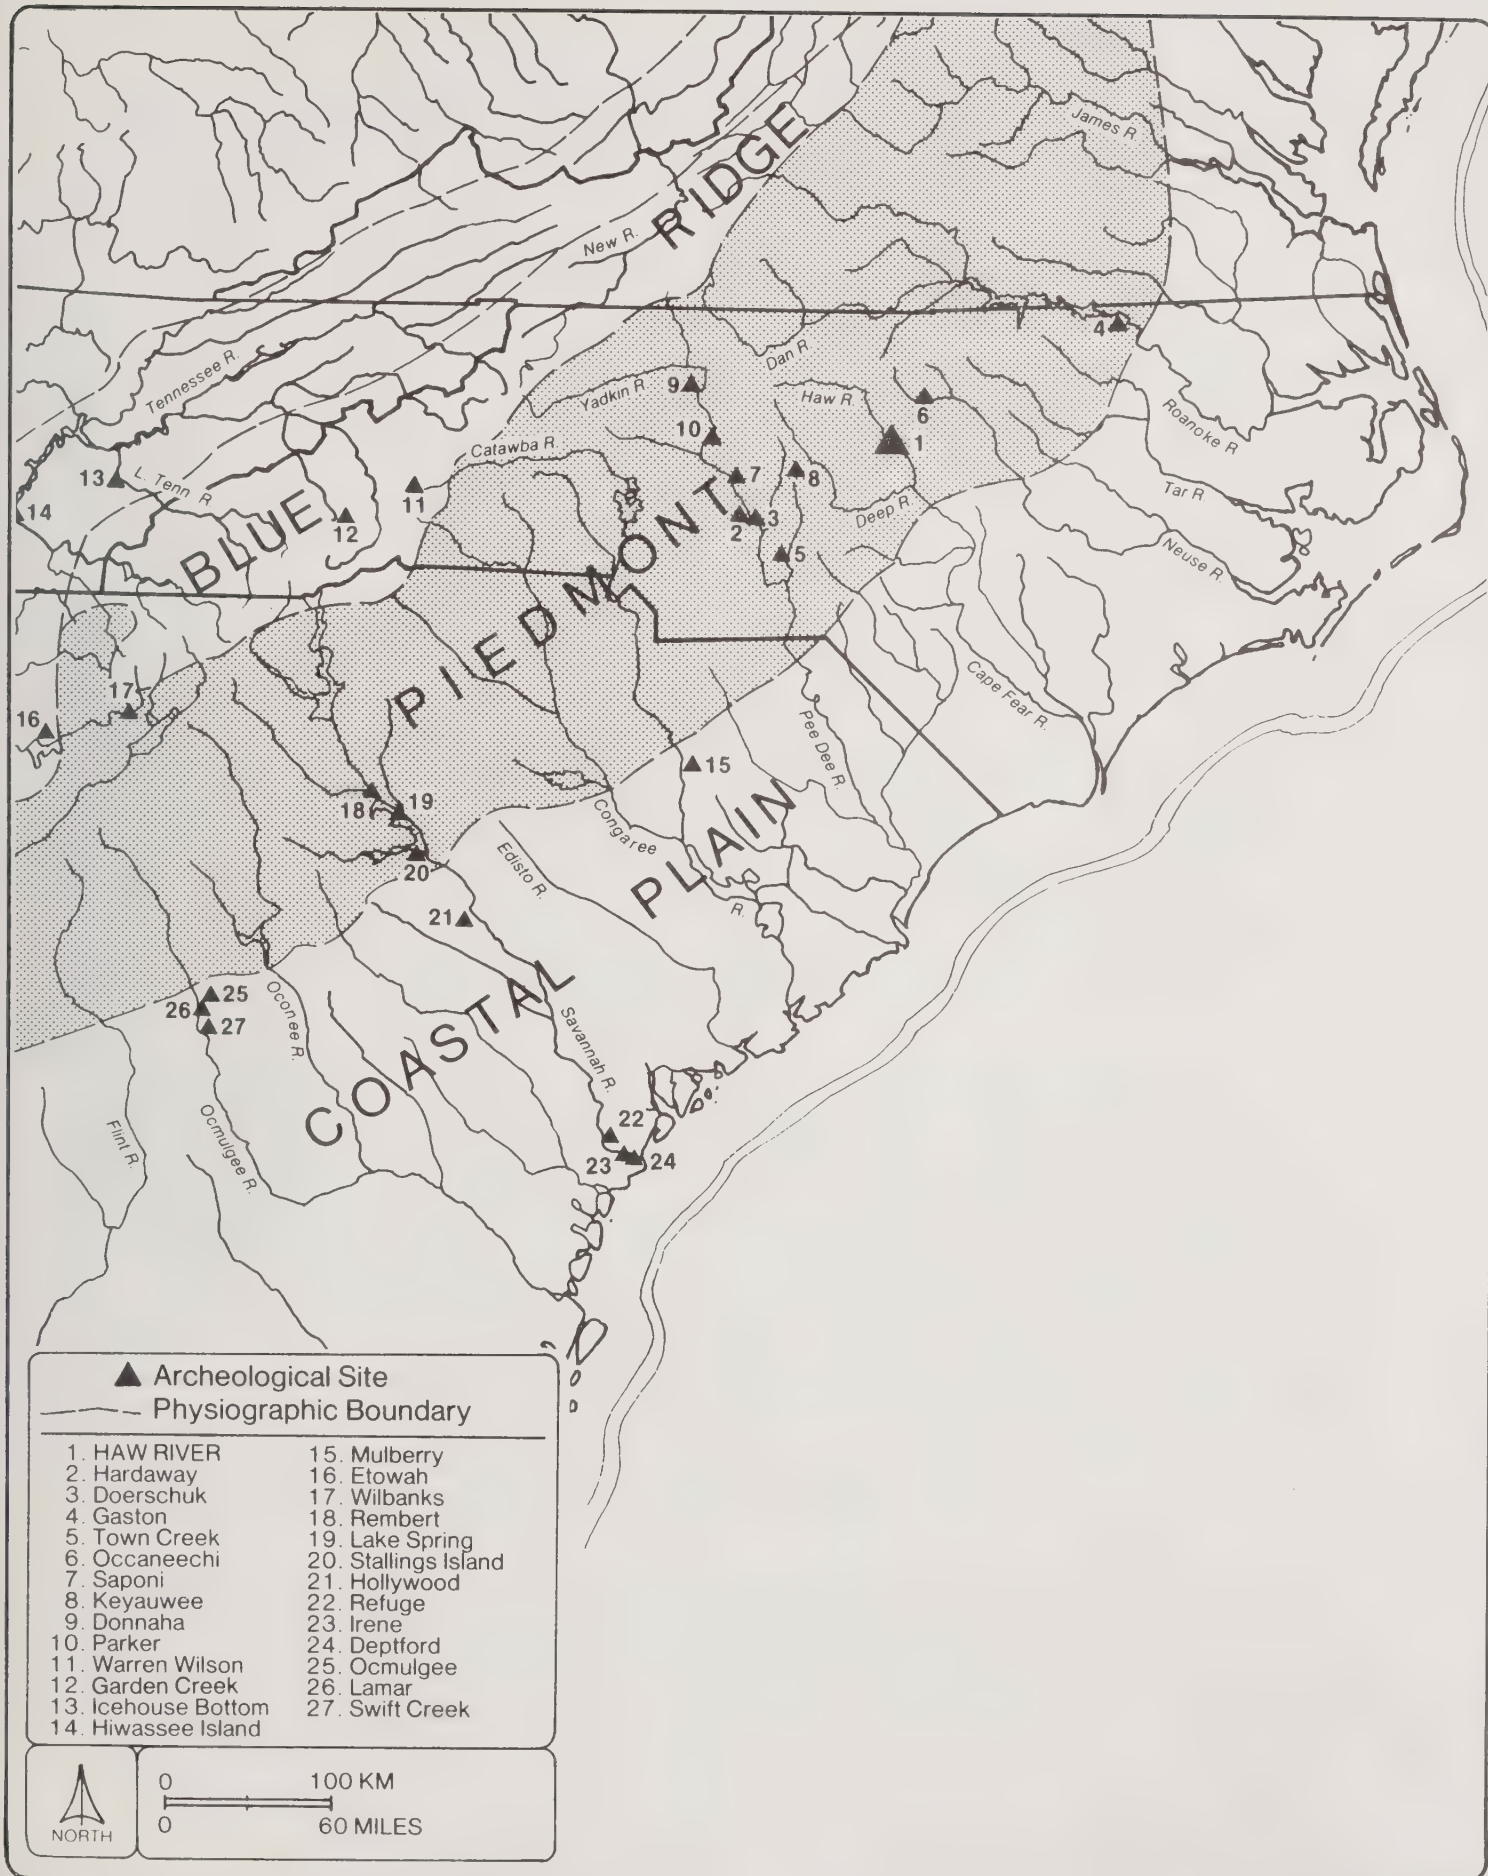 James R
RIDGE
New R.
4
Tennessee R.
Dan R.
9
Yadkin R
Haw R.
6
Roanoke R
10
1
Catawba R.
13
L. Tenn R
11
7
8
Tar R
14
BLUE
12
2
3
Deep R.
5
Neuse R.
PIEDMONT
17
16
Cape Fear R.
Pee Dee R.
15
18
19
Congaree
R.
20
Edisto R.
PLAIN
21
COASTAL
25
26
27
Oconee R.
Savannah R.
Flint R.
Ocmulgee R.
22
23
24
Archeological Site
Physiographic Boundary
1. HAW RIVER
2. Hardaway
3. Doerschuk
4. Gaston
5. Town Creek
6. Occaneechi
7. Saponi
8. Keyauwee
9. Donnaha
10. Parker
11. Warren Wilson
12. Garden Creek
13. Icehouse Bottom
14. Hiwassee Island
15. Mulberry
16. Etowah
17. Wilbanks
18. Rembert
19. Lake Spring
20. Stallings Island
21. Hollywood
22. Refuge
23. Irene
24. Deptford
25. Ocmulgee
26. Lamar
27. Swift Creek
NORTH
0 100 KM
0 60 MILES